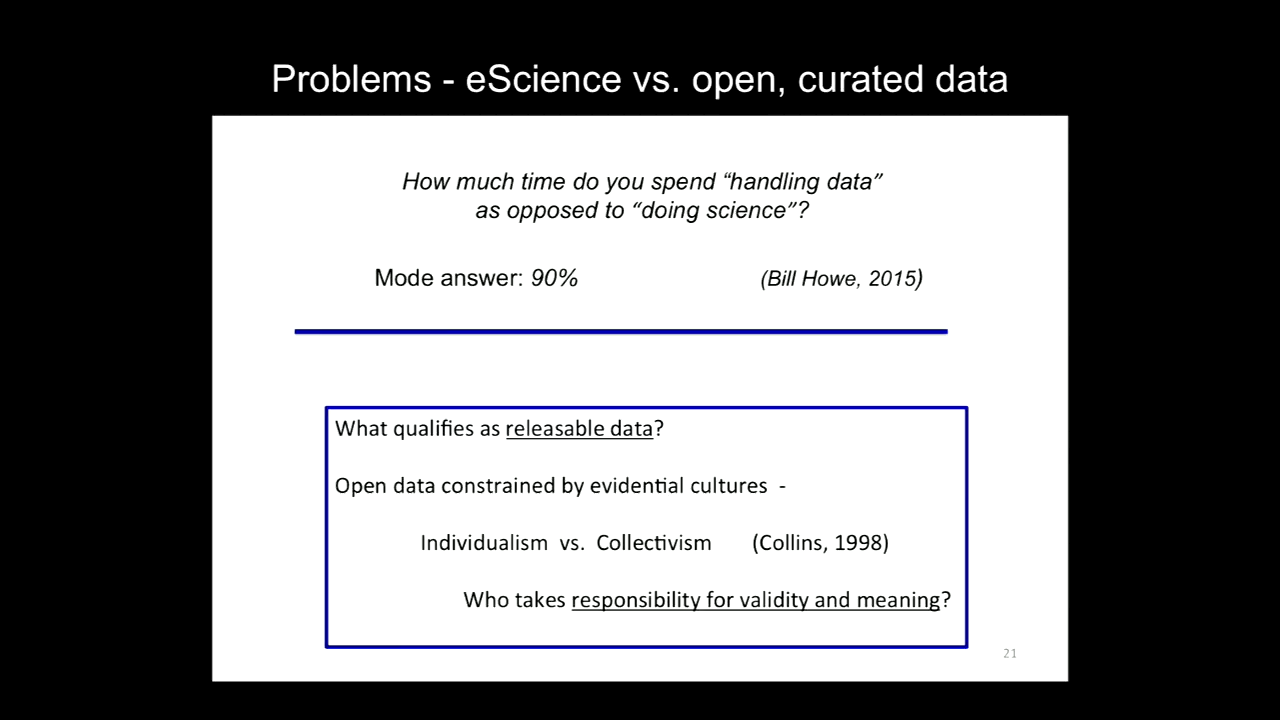 Problems - eScience vs. open, curated data
How much time do you spend “handling data”
as opposed to “doing science”?
Mode answer: 90% (Bill Howe, 2015)
What qualifies as releasable data?
Open data constrained by evidential cultures -
Individualism vs. Collectivism (Collins, 1998)
Who takes responsibility for validity and meaning?
21